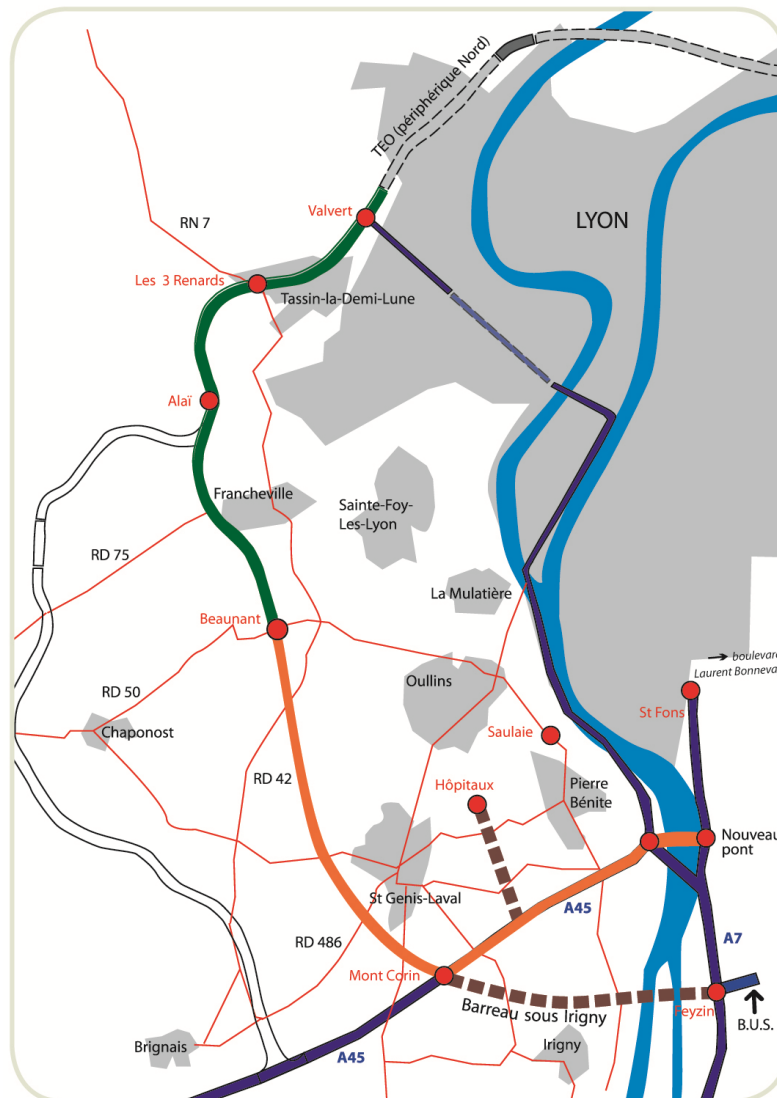 TEO (périphérique Nord)
RN 7
Valvert
LYON
Les 3 Renards
Tassin-la-Demi-Lune
Alaï
Francheville
Sainte-Foy-
Les-Lyon
RD 75
La Mulatière
Beaunant
boulevard
Laurent Bonneva
RD 50
Oullins
St Fons
Chaponost
Saulaie
RD 42
Hôpitaux
Pierre
Bénite
Nouveau
pont
St Genis-Laval
A45
RD 486
A7
Mont Corin
Barreau sous Irigny
Feyzin
B.U.S.
Brignais
A45
Irigny